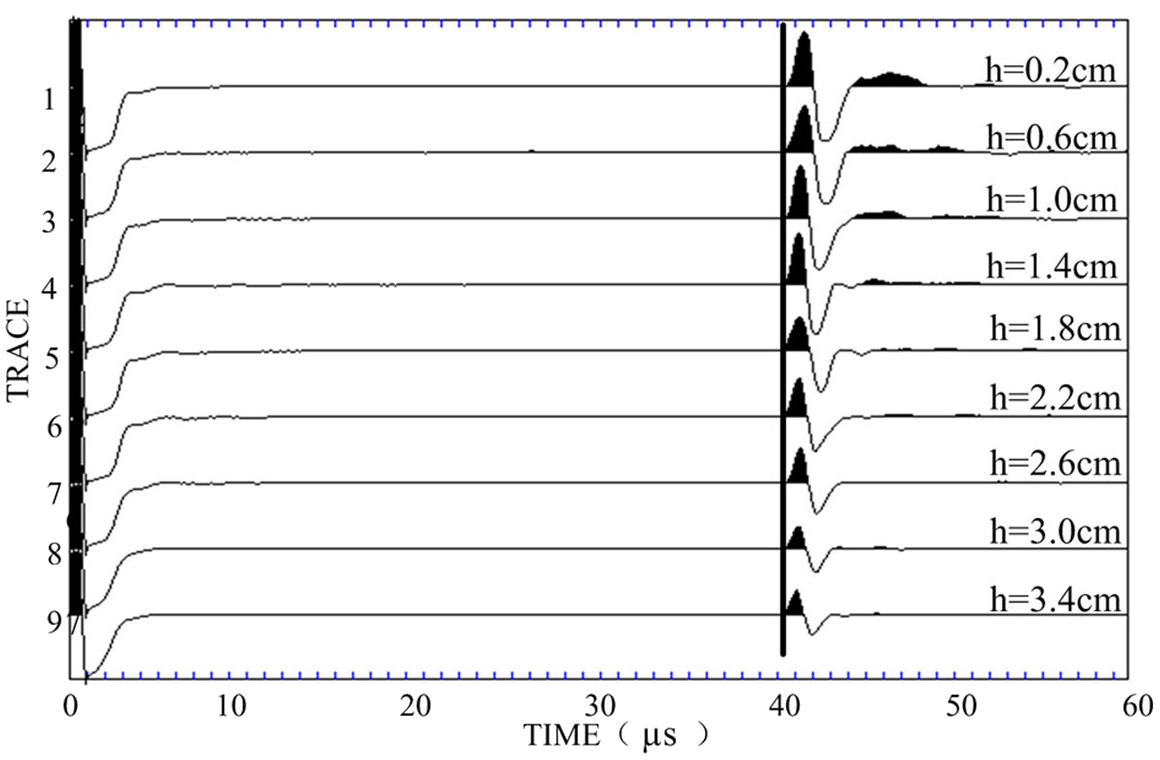 h=0.2cm
1
h=0.6cm
2
h=1.0cm
3
h=1.4cm
4
h=1.8cm
5
h=2.2cm
6
h=2.6cm
7
h=3.0cm
8
h=3.4cm
9
TRACE
0 10 20 30 40 50 60
TIME ( μs )